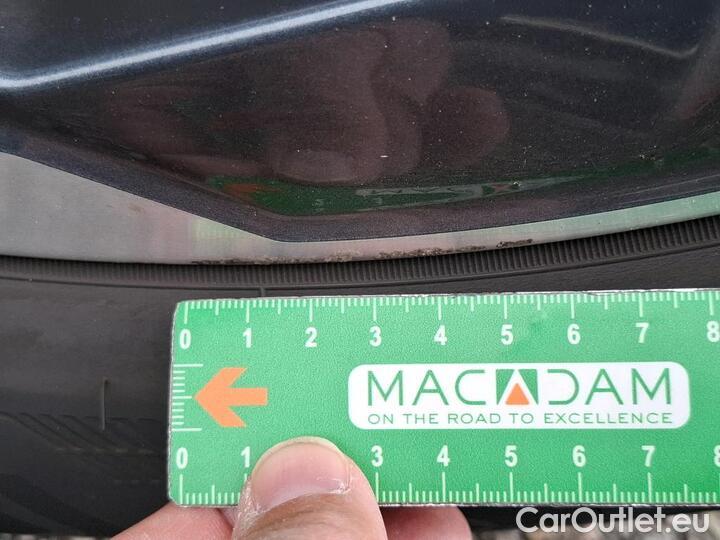 0 1 2 3 4 5 6 7 8
MACADAM
ON THE ROAD TO EXCELLENCE
0 1 3 4 5 6 7 8
CarOutlet.eu